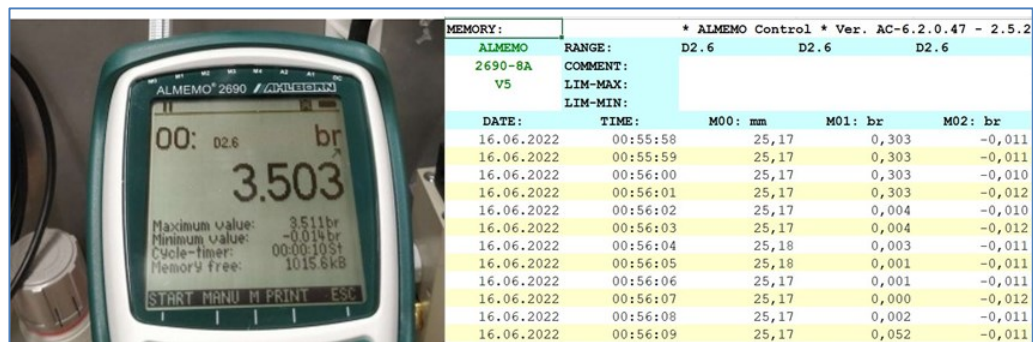 M0 M1 M2 M3 M4 A2 A1 DC
ALMEMO® 2690 AHLBORN
00: D2.6 br
3.503
Maximum value: 3.511br
Minimum value: -0.014br
Cycle-timer: 00:00:10St
Memory free: 1015.6kB
START MANU M PRINT ESC
MEMORY: * ALMEMO Control * Ver. AC-6.2.0.47 - 2.5.2
ALMEMO RANGE: D2.6 D2.6 D2.6
2690-8A COMMENT:
V5 LIM-MAX:
LIM-MIN:
DATE: TIME: M00: mm M01: br M02: br
16.06.2022 00:55:58 25,17 0,303 -0,011
16.06.2022 00:55:59 25,17 0,303 -0,011
16.06.2022 00:56:00 25,17 0,303 -0,010
16.06.2022 00:56:01 25,17 0,303 -0,012
16.06.2022 00:56:02 25,17 0,004 -0,010
16.06.2022 00:56:03 25,17 0,004 -0,012
16.06.2022 00:56:04 25,18 0,003 -0,011
16.06.2022 00:56:05 25,18 0,001 -0,011
16.06.2022 00:56:06 25,17 0,001 -0,011
16.06.2022 00:56:07 25,17 0,000 -0,012
16.06.2022 00:56:08 25,17 0,002 -0,011
16.06.2022 00:56:09 25,17 0,052 -0,011